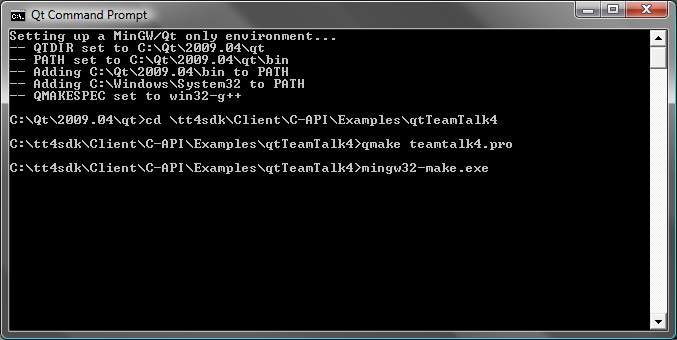 Qt Command Prompt
Setting up a MinGW/Qt only environment...
-- QTDIR set to C:\Qt\2009.04\qt
-- PATH set to C:\Qt\2009.04\qt\bin
-- Adding C:\Qt\2009.04\bin to PATH
-- Adding C:\Windows\System32 to PATH
-- QMAKESPEC set to win32-g++
C:\Qt\2009.04\qt>cd \tt4sdk\Client\C-API\Examples\qtTeamTalk4
C:\tt4sdk\Client\C-API\Examples\qtTeamTalk4>qmake teamtalk4.pro
C:\tt4sdk\Client\C-API\Examples\qtTeamTalk4>mingw32-make.exe